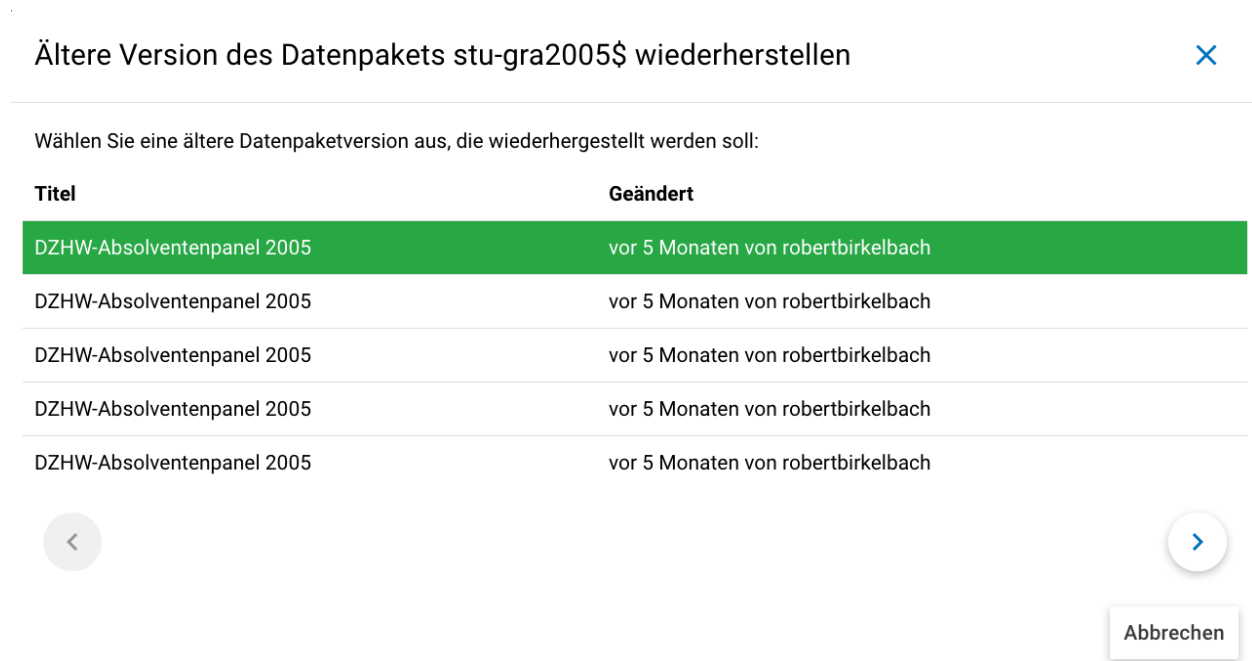 Ältere Version des Datenpakets stu-gra2005$ wiederherstellen
Wählen Sie eine ältere Datenpaketversion aus, die wiederhergestellt werden soll:
Titel Geändert
DZHW-Absolventenpanel 2005 vor 5 Monaten von robertbirkelbach
DZHW-Absolventenpanel 2005 vor 5 Monaten von robertbirkelbach
DZHW-Absolventenpanel 2005 vor 5 Monaten von robertbirkelbach
DZHW-Absolventenpanel 2005 vor 5 Monaten von robertbirkelbach
DZHW-Absolventenpanel 2005 vor 5 Monaten von robertbirkelbach
Abbrechen